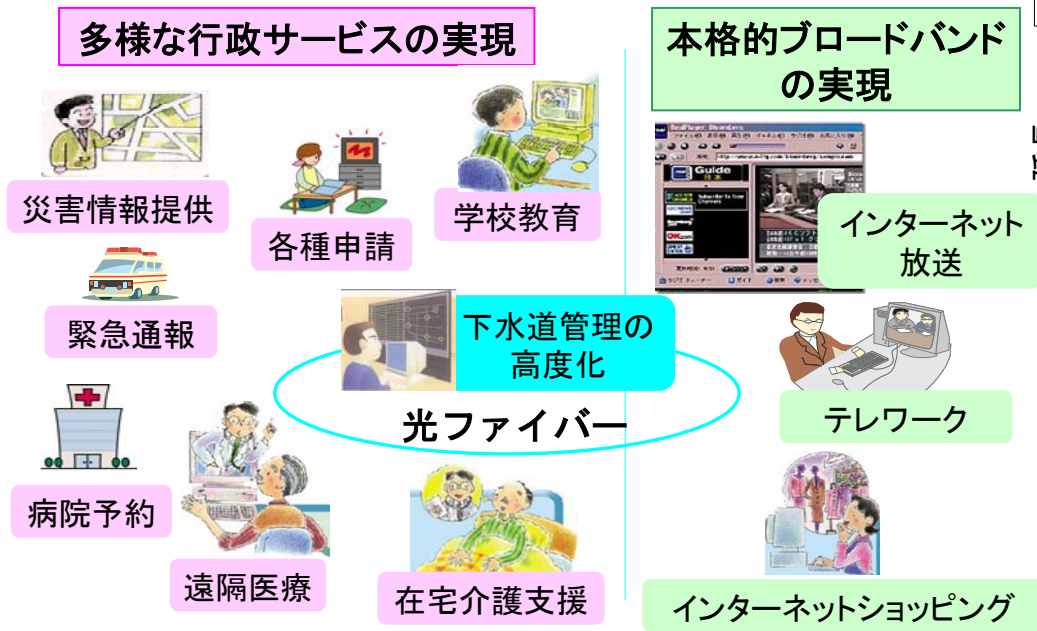 多様な行政サービスの実現
本格的ブロードバンド
の実現
災害情報提供
各種申請
学校教育
Guide
日本
インターネット
放送
緊急通報
下水道管理の
高度化
光ファイバー
テレワーク
病院予約
遠隔医療
在宅介護支援
インターネットショッピング